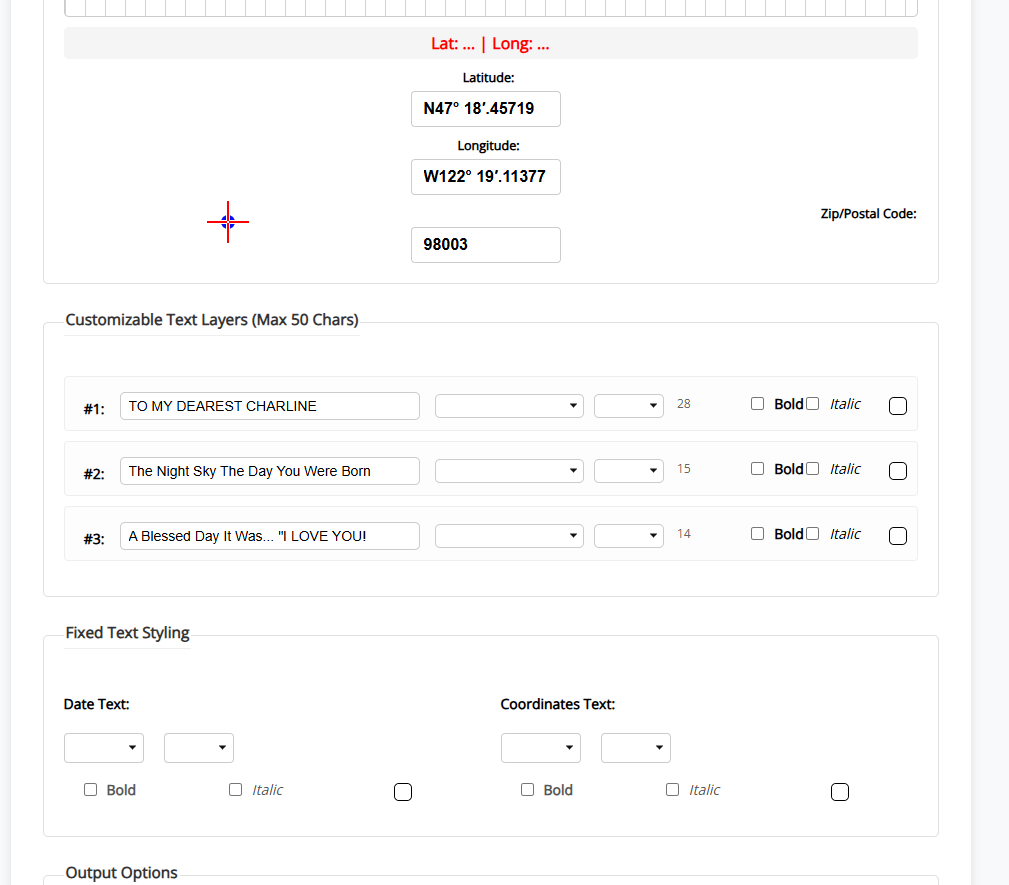 Lat: ... | Long: ...
Latitude:
N47° 18′.45719
Longitude:
W122° 19′.11377
Zip/Postal Code:
98003
Customizable Text Layers (Max 50 Chars)
#1: TO MY DEAREST CHARLINE 28 Bold Italic
#2: The Night Sky The Day You Were Born 15 Bold Italic
#3: A Blessed Day It Was... "I LOVE YOU! 14 Bold Italic
Fixed Text Styling
Date Text: Coordinates Text:
Bold Italic Bold Italic
Output Options